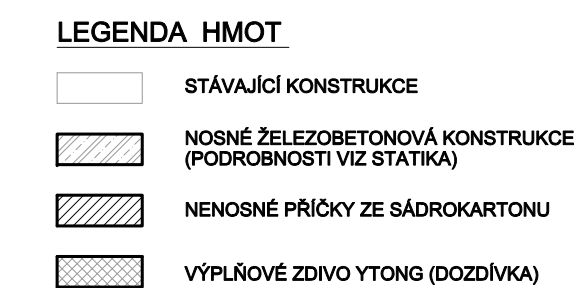 LEGENDA HMOT
STÁVAJÍCÍ KONSTRUKCE
NOSNÉ ŽELEZOBETONOVÁ KONSTRUKCE
(PODROBNOSTI VIZ STATIKA)
NENOSNÉ PŘÍČKY ZE SÁDROKARTONU
VÝPLŇOVÉ ZDIVO YTONG (DOZDÍVKA)